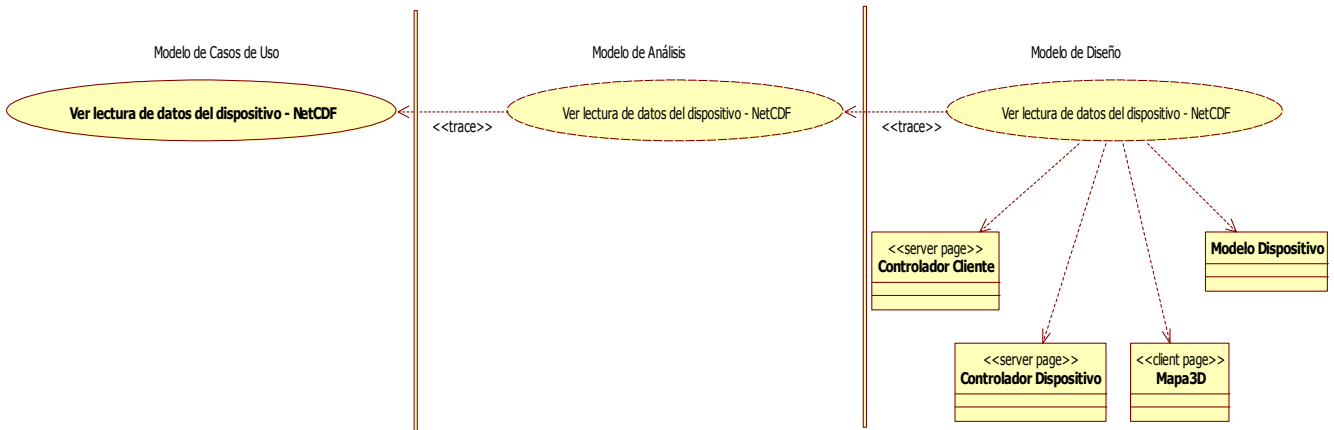 Modelo de Casos de Uso
Modelo de Análisis
Modelo de Diseño
Ver lectura de datos del dispositivo - NetCDF
<<trace>>
Ver lectura de datos del dispositivo - NetCDF
<<trace>>
Ver lectura de datos del dispositivo - NetCDF
<<server page>>
Controlador Cliente
Modelo Dispositivo
<<server page>>
Controlador Dispositivo
<<client page>>
Mapa3D